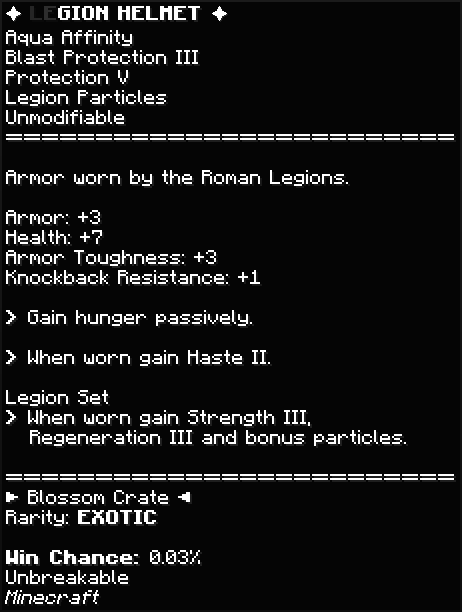 ✦ LEGION HELMET ✦
Aqua Affinity
Blast Protection III
Protection V
Legion Particles
Unmodifiable
==============================
Armor worn by the Roman Legions.
Armor: +3
Health: +7
Armor Toughness: +3
Knockback Resistance: +1
> Gain hunger passively.
> When worn gain Haste II.
Legion Set
> When worn gain Strength III,
Regeneration III and bonus particles.
==============================
► Blossom Crate ◄
Rarity: EXOTIC
Win Chance: 0.03%
Unbreakable
Minecraft